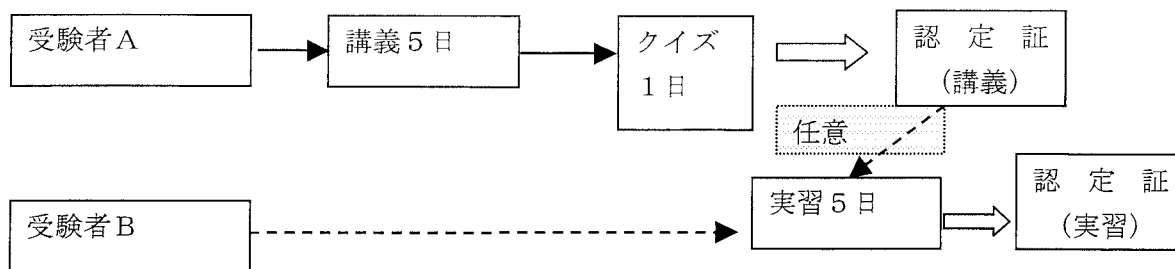 受験者A
講義5日
クイズ
1日
認 定 証
(講義)
任意
受験者B
実習5日
認 定 証
(実習)